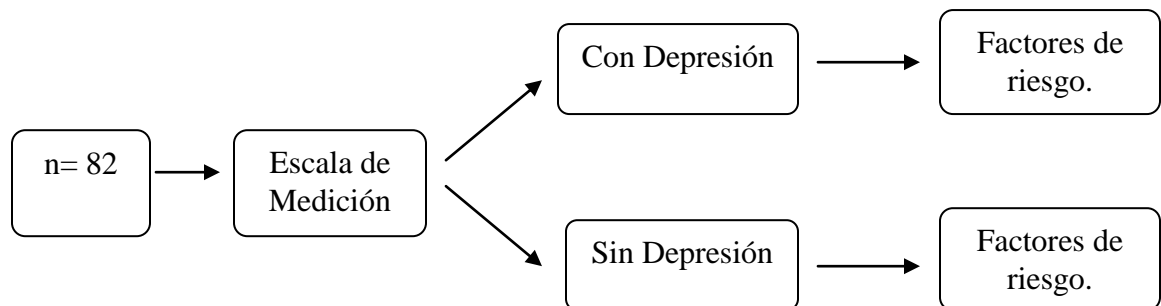 n= 82
Escala de
Medición
Con Depresión
Factores de
riesgo.
Sin Depresión
Factores de
riesgo.